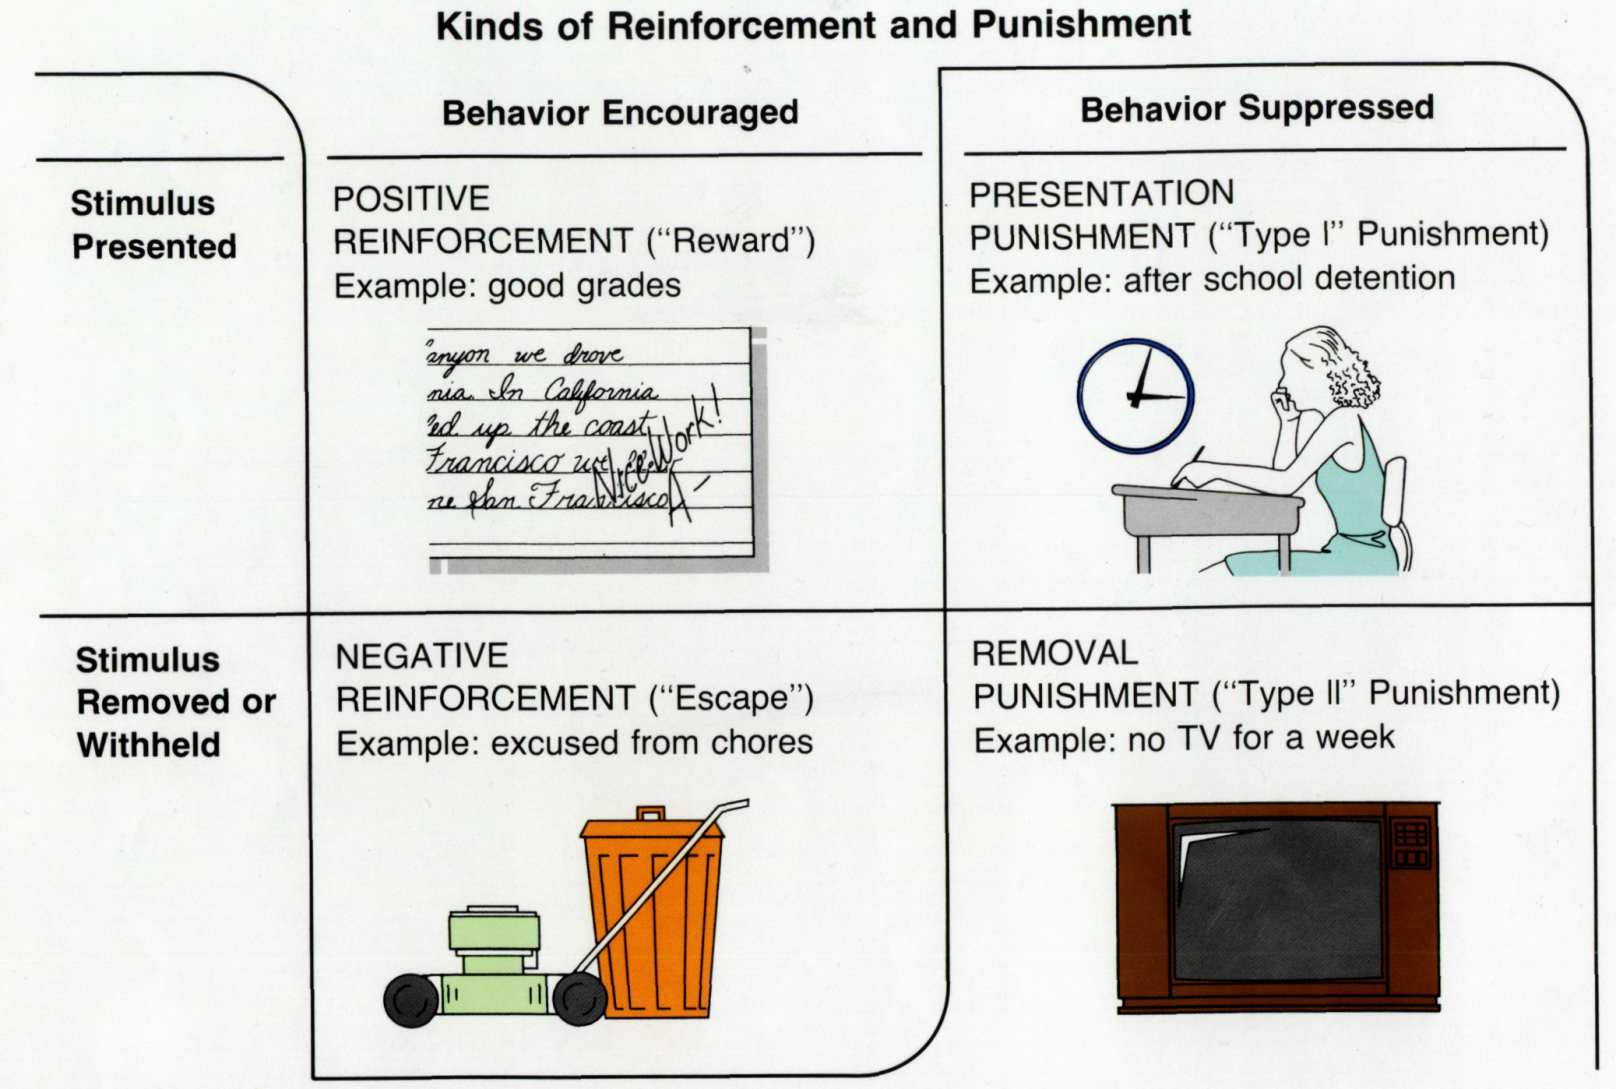 Kinds of Reinforcement and Punishment
Behavior Encouraged
Behavior Suppressed
Stimulus
Presented
POSITIVE
REINFORCEMENT (“Reward”)
Example: good grades
anyon we drove
nia. In California
ed up the coast
Francisco we
ne San Francisco
Nice Work!
A-
PRESENTATION
PUNISHMENT (“Type I” Punishment)
Example: after school detention
Stimulus
Removed or
Withheld
NEGATIVE
REINFORCEMENT (“Escape”)
Example: excused from chores
REMOVAL
PUNISHMENT (“Type II” Punishment)
Example: no TV for a week